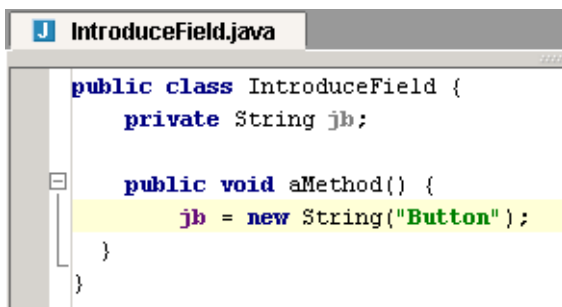 J IntroduceField.java
public class IntroduceField {
    private String jb;
    public void aMethod() {
        jb = new String("Button");
    }
}